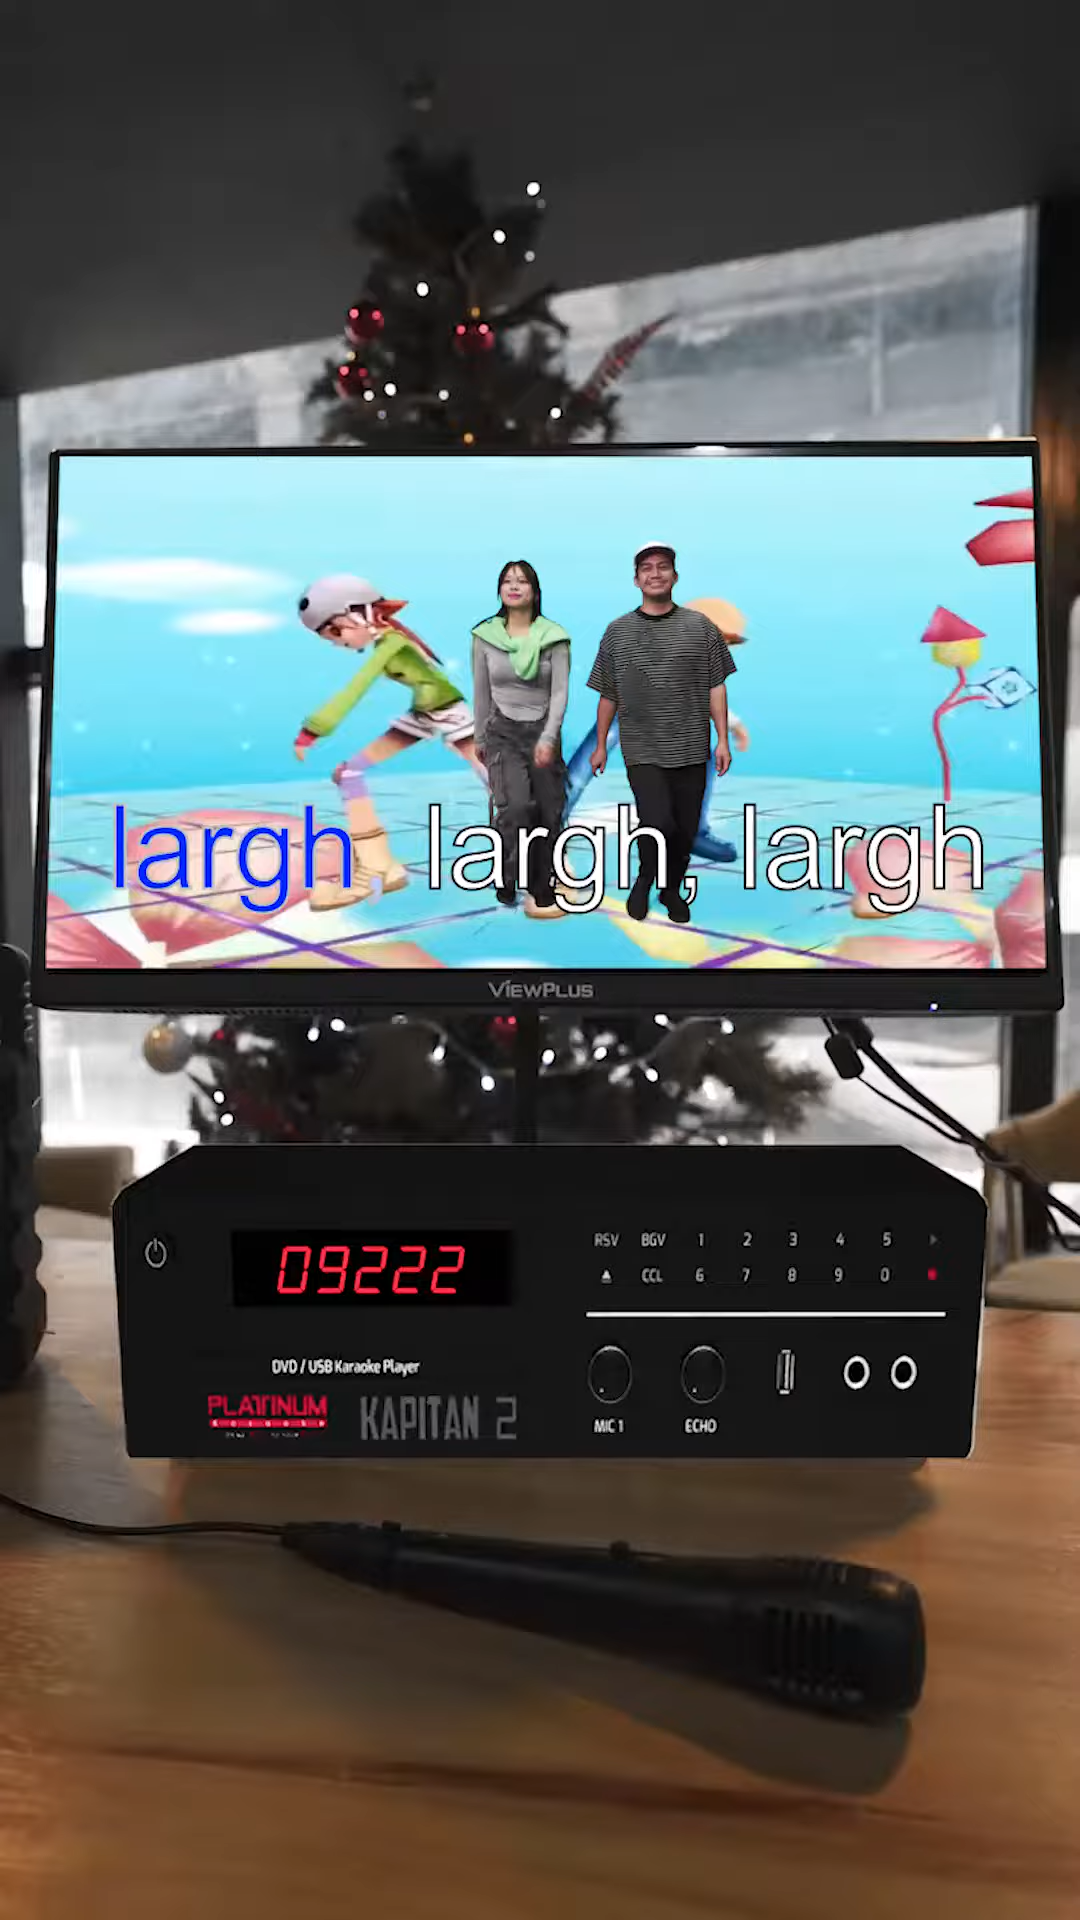 largh largh, largh
VIEWPLUS
09222
RSV BGV 1 2 3 4 5
CCL 6 7 8 9 0
DVD / USB Karaoke Player
PLATINUM
Karaoke
KAPITAN 2
MIC 1 ECHO